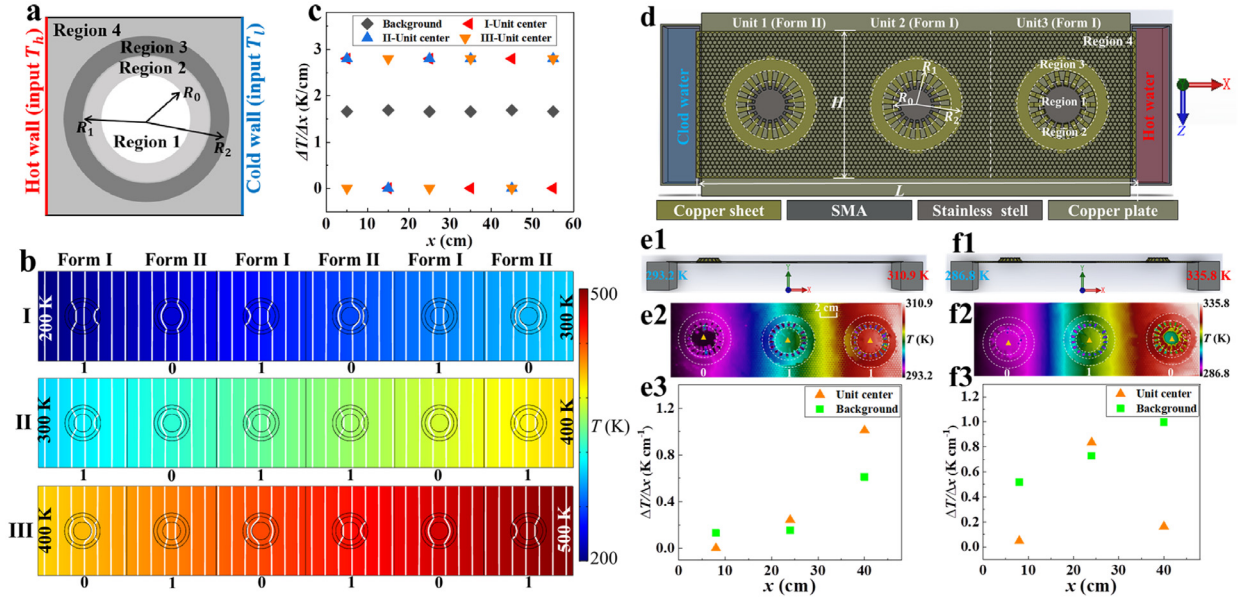 a
Region 4
Region 3
Region 2
R0
R1
R2
Region 1
Hot wall (input Th)
Cold wall (input Tl)
c
Background
I-Unit center
II-Unit center
III-Unit center
ΔT/Δx (K/cm)
4
3
2
1
0
0 10 20 30 40 50 60
x (cm)
b
Form I Form II Form I Form II Form I Form II
I
200 K
300 K
1 0 1 0 1 0
II
300 K
400 K
1 0 1 1 0 1
III
400 K
500 K
0 1 0 1 0 1
500
T (K)
200
d
Unit 1 (Form II) Unit 2 (Form I) Unit3 (Form I)
Region 4
Region 3
R1
R0
R2
Region 1
Region 2
H
L
Clod water
Hot water
X
Z
Copper sheet SMA Stainless stell Copper plate
e1
293.2 K
310.9 K
Y
X
e2
2 cm
0 1 1
310.9
T (K)
293.2
e3
Unit center
Background
ΔT/Δx (K cm-1)
1.2
0.8
0.4
0.0
0 10 20 30 40
x (cm)
f1
286.8 K
335.8 K
Y
X
f2
0 1 0
335.8
T (K)
286.8
f3
Unit center
Background
ΔT/Δx (K cm-1)
1.0
0.8
0.6
0.4
0.2
0.0
0 10 20 30 40
x (cm)